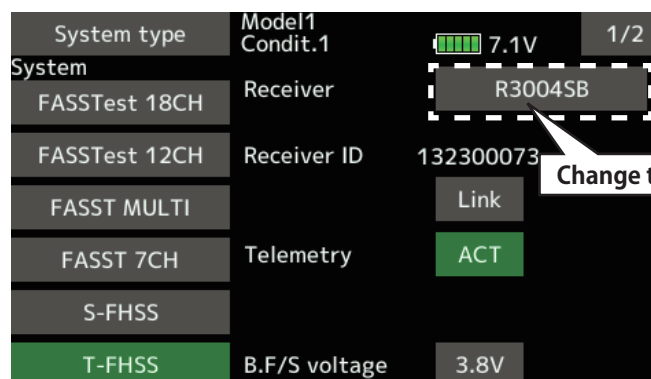 System type
Model1
Condit.1
7.1V
1/2
System
FASSTest 18CH
Receiver
R3004SB
FASSTest 12CH
Receiver ID
132300073
Change t
FASST MULTI
Link
FASST 7CH
Telemetry
ACT
S-FHSS
T-FHSS
B.F/S voltage
3.8V